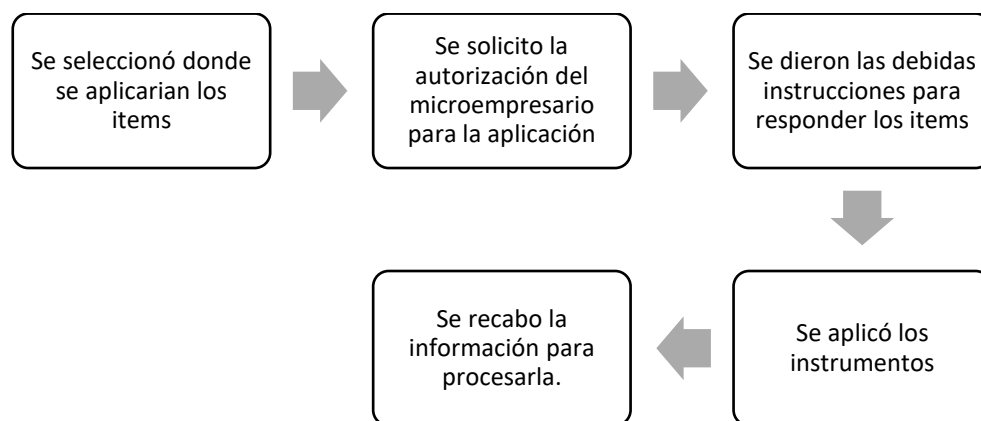 Se seleccionó donde
se aplicarian los
items
Se solicito la
autorización del
microempresario
para la aplicación
Se dieron las debidas
instrucciones para
responder los items
Se aplicó los
instrumentos
Se recabo la
información para
procesarla.